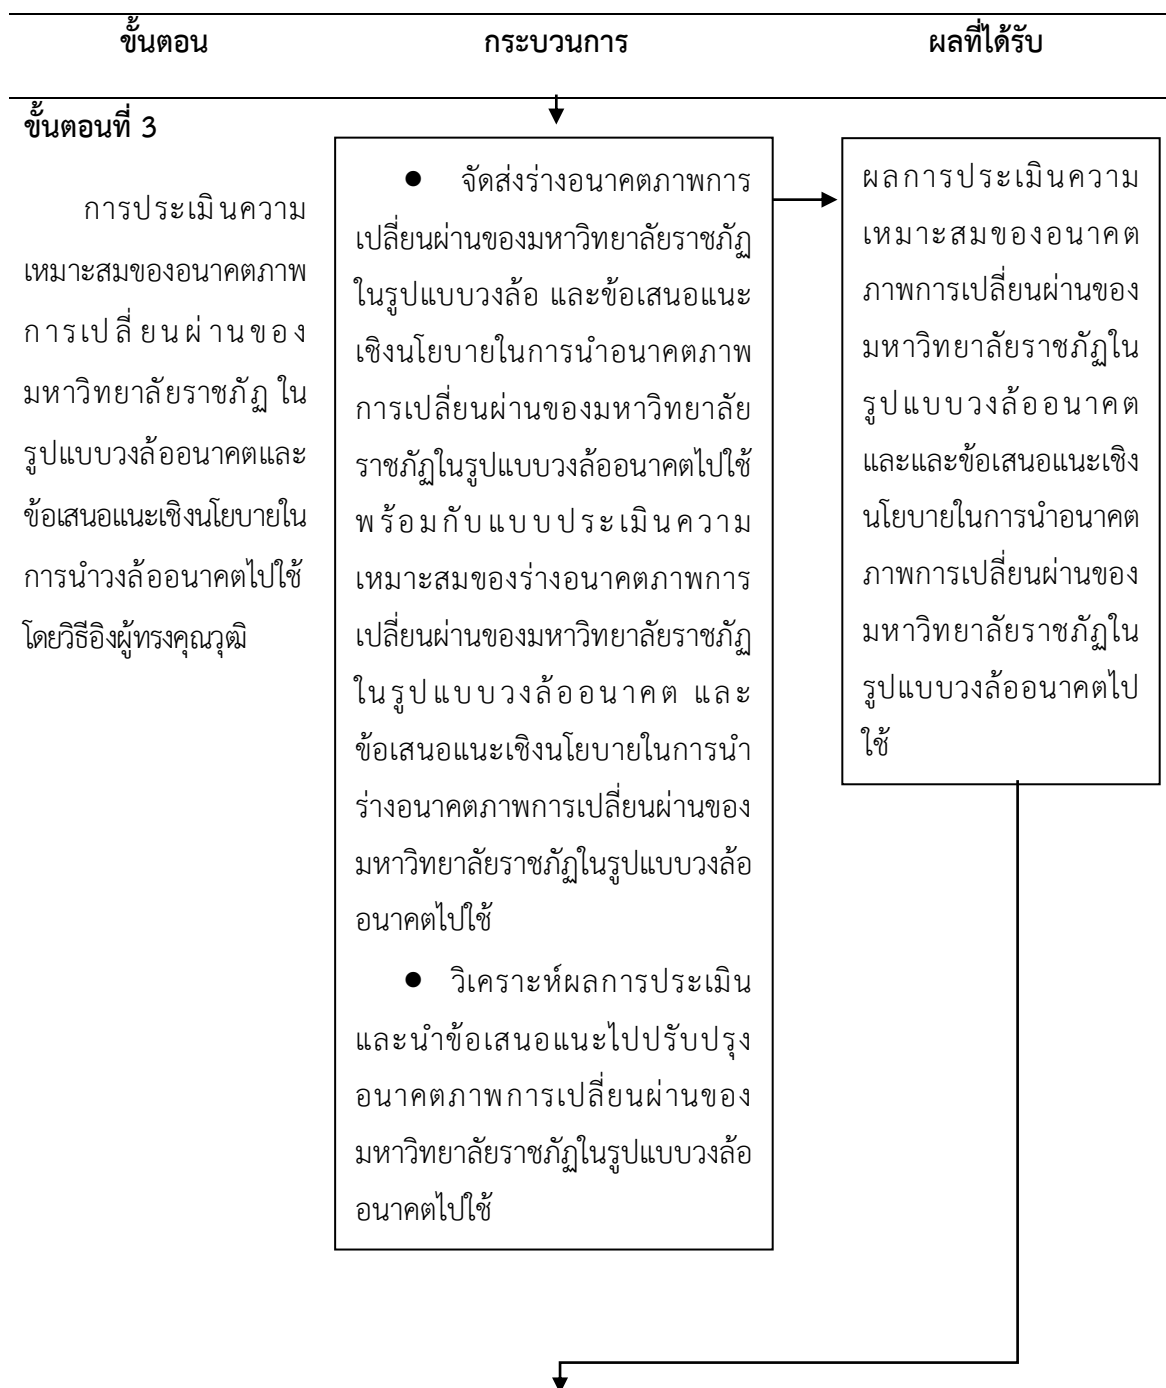 ขั้นตอน กระบวนการ ผลที่ได้รับ
ขั้นตอนที่ 3
การประเมินความ
เหมาะสมของอนาคตภาพ
การเปลี่ยนผ่านของ
มหาวิทยาลัยราชภัฏ ใน
รูปแบบวงล้ออนาคตและ
ข้อเสนอแนะเชิงนโยบายใน
การนำวงล้ออนาคตไปใช้
โดยวิธีอิงผู้ทรงคุณวุฒิ
● จัดส่งร่างอนาคตภาพการ
เปลี่ยนผ่านของมหาวิทยาลัยราชภัฏ
ในรูปแบบวงล้อ และข้อเสนอแนะ
เชิงนโยบายในการนำอนาคตภาพ
การเปลี่ยนผ่านของมหาวิทยาลัย
ราชภัฏในรูปแบบวงล้ออนาคตไปใช้
พร้อมกับแบบประเมินความ
เหมาะสมของร่างอนาคตภาพการ
เปลี่ยนผ่านของมหาวิทยาลัยราชภัฏ
ในรูปแบบวงล้ออนาคต และ
ข้อเสนอแนะเชิงนโยบายในการนำ
ร่างอนาคตภาพการเปลี่ยนผ่านของ
มหาวิทยาลัยราชภัฏในรูปแบบวงล้อ
อนาคตไปใช้
● วิเคราะห์ผลการประเมิน
และนำข้อเสนอแนะไปปรับปรุง
อนาคตภาพการเปลี่ยนผ่านของ
มหาวิทยาลัยราชภัฏในรูปแบบวงล้อ
อนาคตไปใช้
ผลการประเมินความ
เหมาะสมของอนาคต
ภาพการเปลี่ยนผ่านของ
มหาวิทยาลัยราชภัฏใน
รูปแบบวงล้ออนาคต
และและข้อเสนอแนะเชิง
นโยบายในการนำอนาคต
ภาพการเปลี่ยนผ่านของ
มหาวิทยาลัยราชภัฏใน
รูปแบบวงล้ออนาคตไป
ใช้